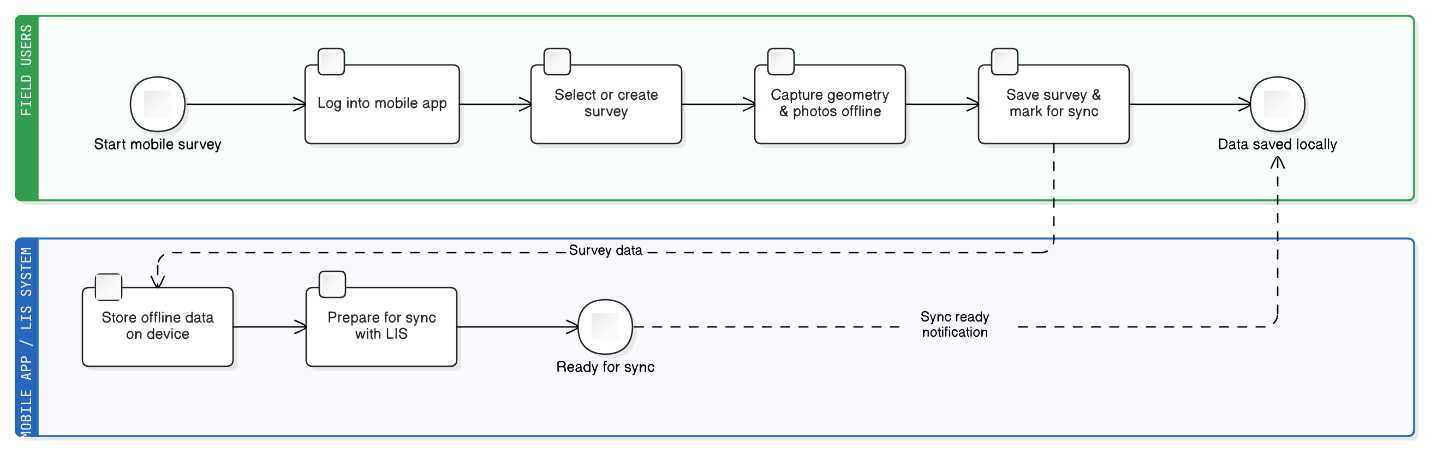 FIELD USERS
Log into mobile app
Select or create
survey
Capture geometry
& photos offline
Save survey &
mark for sync
Start mobile survey
Data saved locally
MOBILE APP / LIS SYSTEM
Survey data
Store offline data
on device
Prepare for sync
with LIS
Sync ready
notification
Ready for sync